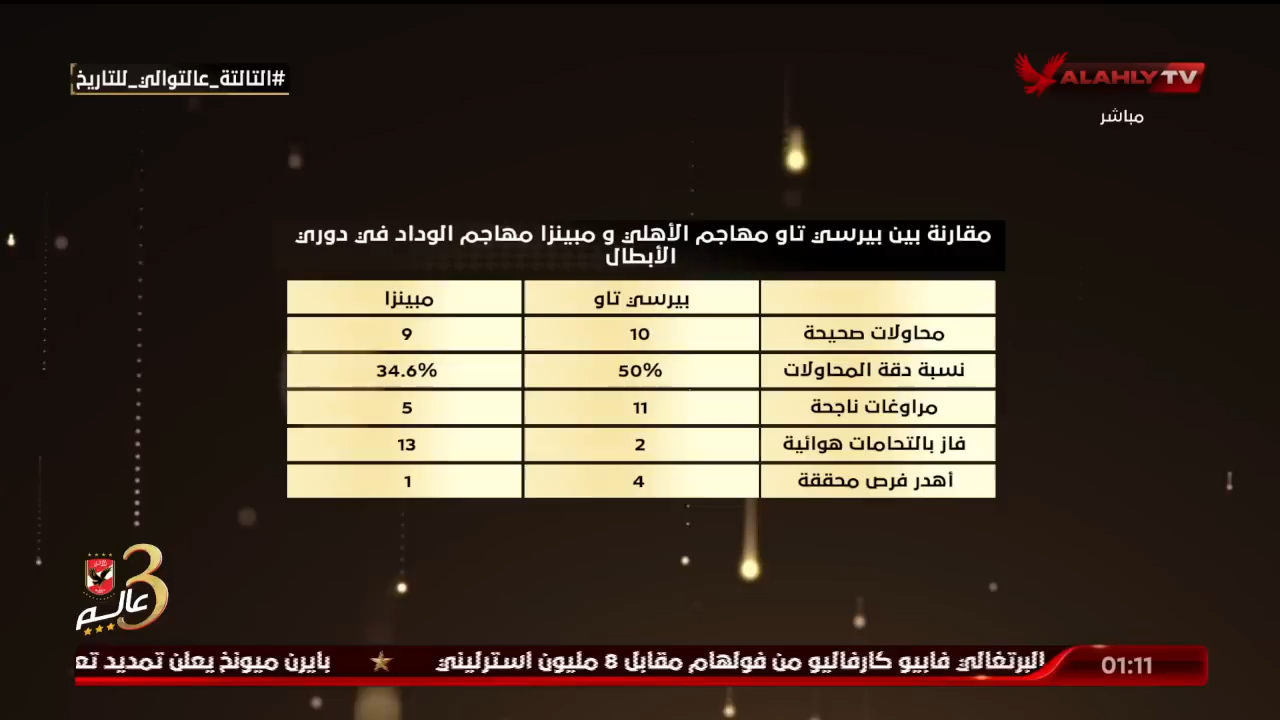 #التالتة_عالتوالي_للتاريخ
ALAHLY TV
مباشر
مقارنة بين بيرسي تاو مهاجم الأهلي و مبينزا مهاجم الوداد في دوري
الأبطال
بيرسي تاو مبينزا
محاولات صحيحة 10 9
نسبة دقة المحاولات 50% 34.6%
مراوغات ناجحة 11 5
فاز بالتحامات هوائية 2 13
أهدر فرص محققة 4 1
3
عالم
01:11 البرتغالي فابيو كارفاليو من فولهام مقابل 8 مليون استرليني بايرن ميونخ يعلن تمديد تع